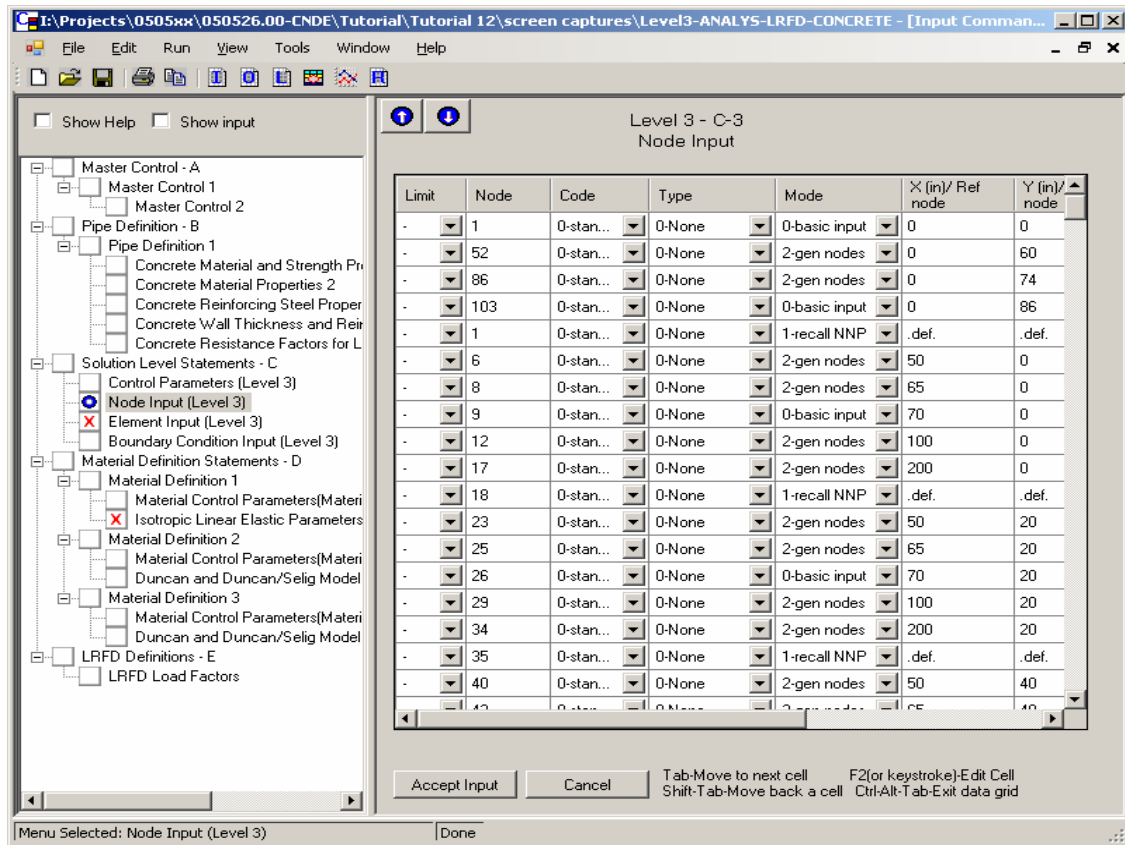 I:\Projects\0505xx\050526.00-CNDE\Tutorial\Tutorial 12\screen captures\Level3-ANALYS-LRFD-CONCRETE - [Input Comman...
File Edit Run View Tools Window Help
Show Help Show input
Master Control - A
Master Control 1
Master Control 2
Pipe Definition - B
Pipe Definition 1
Concrete Material and Strength Pr
Concrete Material Properties 2
Concrete Reinforcing Steel Proper
Concrete Wall Thickness and Reir
Concrete Resistance Factors for L
Solution Level Statements - C
Control Parameters (Level 3)
Node Input (Level 3)
X Element Input (Level 3)
Boundary Condition Input (Level 3)
Material Definition Statements - D
Material Definition 1
Material Control Parameters(Materi
X Isotropic Linear Elastic Parameters
Material Definition 2
Material Control Parameters(Materi
Duncan and Duncan/Selig Model
Material Definition 3
Material Control Parameters(Materi
Duncan and Duncan/Selig Model
LRFD Definitions - E
LRFD Load Factors
Level 3 - C-3
Node Input
Limit Node Code Type Mode X (in)/ Ref node Y (in)/ node
- 1 0-stan... 0-None 0-basic input 0 0
- 52 0-stan... 0-None 2-gen nodes 0 60
- 86 0-stan... 0-None 2-gen nodes 0 74
- 103 0-stan... 0-None 0-basic input 0 86
- 1 0-stan... 0-None 1-recall NNP .def. .def.
- 6 0-stan... 0-None 2-gen nodes 50 0
- 8 0-stan... 0-None 2-gen nodes 65 0
- 9 0-stan... 0-None 0-basic input 70 0
- 12 0-stan... 0-None 2-gen nodes 100 0
- 17 0-stan... 0-None 2-gen nodes 200 0
- 18 0-stan... 0-None 1-recall NNP .def. .def.
- 23 0-stan... 0-None 2-gen nodes 50 20
- 25 0-stan... 0-None 2-gen nodes 65 20
- 26 0-stan... 0-None 0-basic input 70 20
- 29 0-stan... 0-None 2-gen nodes 100 20
- 34 0-stan... 0-None 2-gen nodes 200 20
- 35 0-stan... 0-None 1-recall NNP .def. .def.
- 40 0-stan... 0-None 2-gen nodes 50 40
Accept Input Cancel
Tab-Move to next cell F2(or keystroke)-Edit Cell
Shift-Tab-Move back a cell Ctrl-Alt-Tab-Exit data grid
Menu Selected: Node Input (Level 3) Done